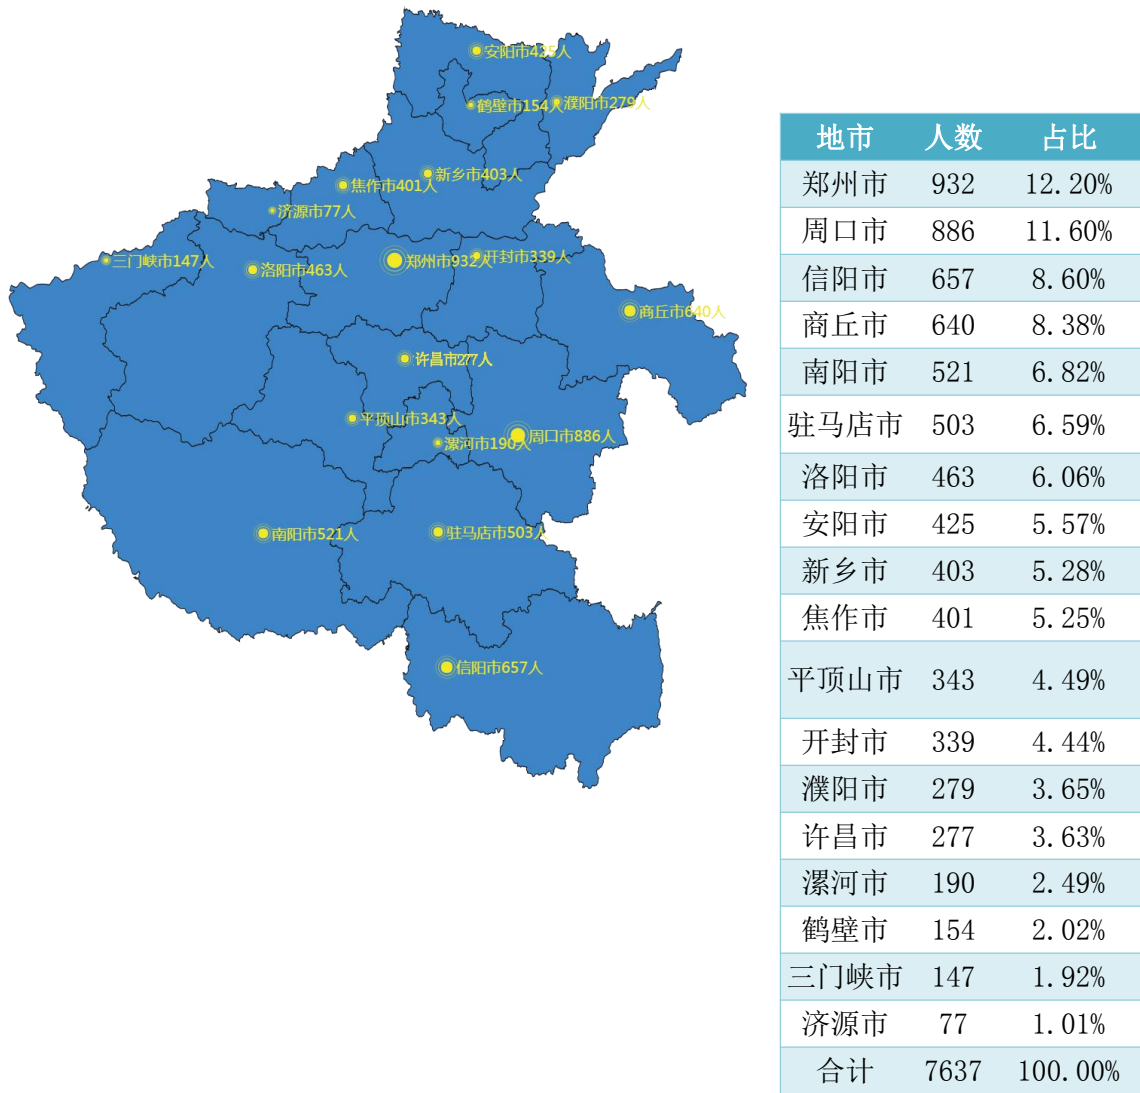 安阳市425人
鹤壁市154人
濮阳市279人
新乡市403人
焦作市401人
济源市77人
三门峡市147人
洛阳市463人
郑州市932人
开封市339人
商丘市640人
许昌市277人
平顶山市343人
漯河市190人
周口市886人
南阳市521人
驻马店市503人
信阳市657人
地市 人数 占比
郑州市 932 12.20%
周口市 886 11.60%
信阳市 657 8.60%
商丘市 640 8.38%
南阳市 521 6.82%
驻马店市 503 6.59%
洛阳市 463 6.06%
安阳市 425 5.57%
新乡市 403 5.28%
焦作市 401 5.25%
平顶山市 343 4.49%
开封市 339 4.44%
濮阳市 279 3.65%
许昌市 277 3.63%
漯河市 190 2.49%
鹤壁市 154 2.02%
三门峡市 147 1.92%
济源市 77 1.01%
合计 7637 100.00%